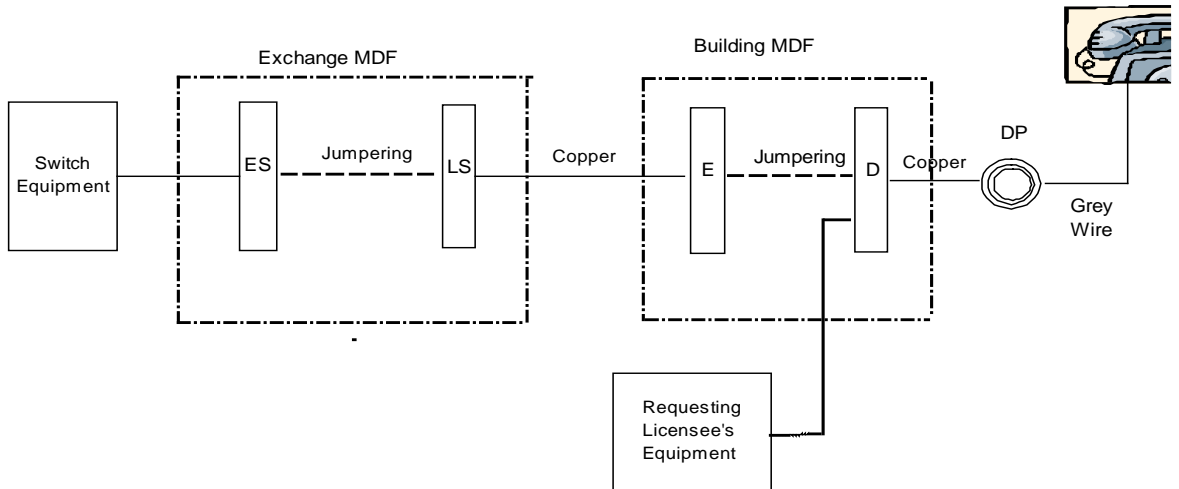 Exchange MDF
Building MDF
Switch
Equipment
ES
Jumpering
LS
Copper
E
Jumpering
D
Copper
DP
Grey
Wire
Requesting
Licensee's
Equipment